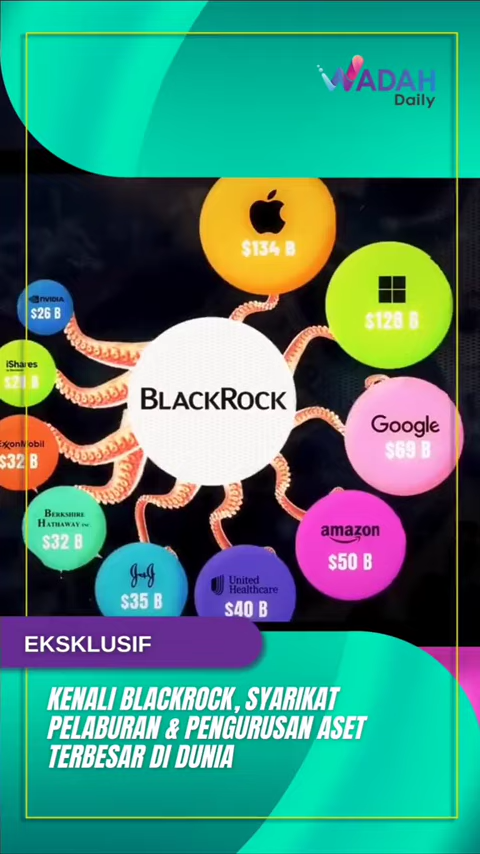 WADAH
Daily
$134 B
$128 B
NVIDIA
$26 B
iShares
Google
$69 B
BLACKROCK
ExxonMobil
$32 B
amazon
$50 B
BERKSHIRE
HATHAWAY INC.
$32 B
J&J
$35 B
United
Healthcare
$40 B
EKSKLUSIF
KENALI BLACKROCK, SYARIKAT
PELABURAN & PENGURUSAN ASET
TERBESAR DI DUNIA